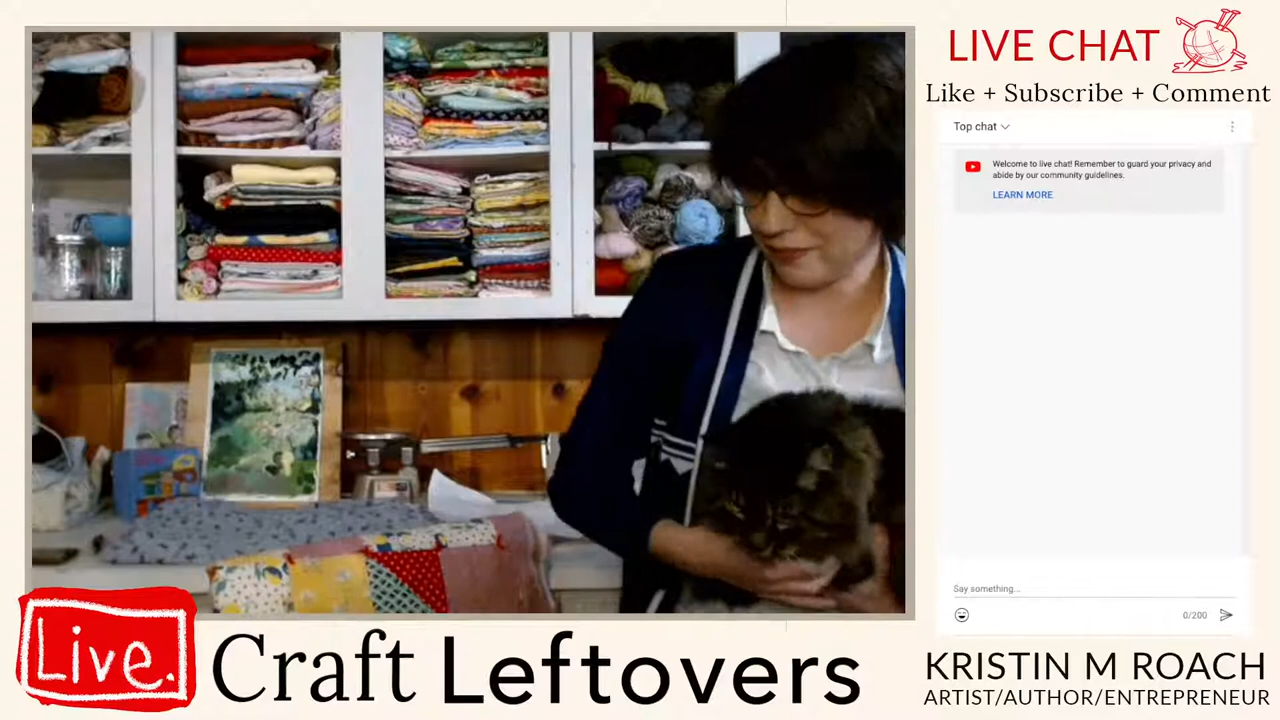 LIVE CHAT
Like + Subscribe + Comment
Top chat
Welcome to live chat! Remember to guard your privacy and
abide by our community guidelines.
LEARN MORE
Say something...
0/200
Live.
Craft Leftovers
KRISTIN M ROACH
ARTIST/AUTHOR/ENTREPRENEUR